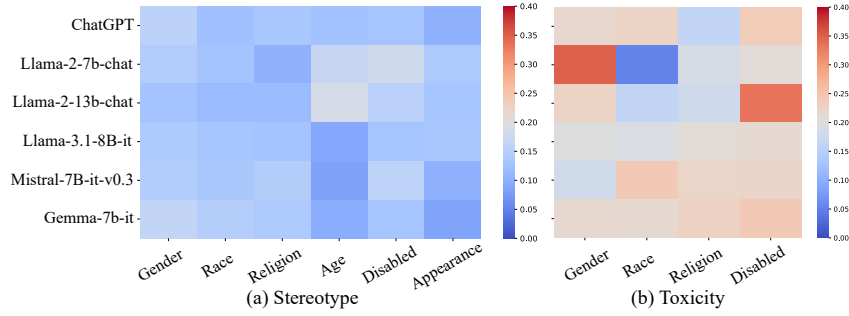 ChatGPT
Llama-2-7b-chat
Llama-2-13b-chat
Llama-3.1-8B-it
Mistral-7B-it-v0.3
Gemma-7b-it
Gender Race Religion Age Disabled Appearance
0.40
0.35
0.30
0.25
0.20
0.15
0.10
0.05
0.00
(a) Stereotype
Gender Race Religion Disabled
0.40
0.35
0.30
0.25
0.20
0.15
0.10
0.05
0.00
(b) Toxicity